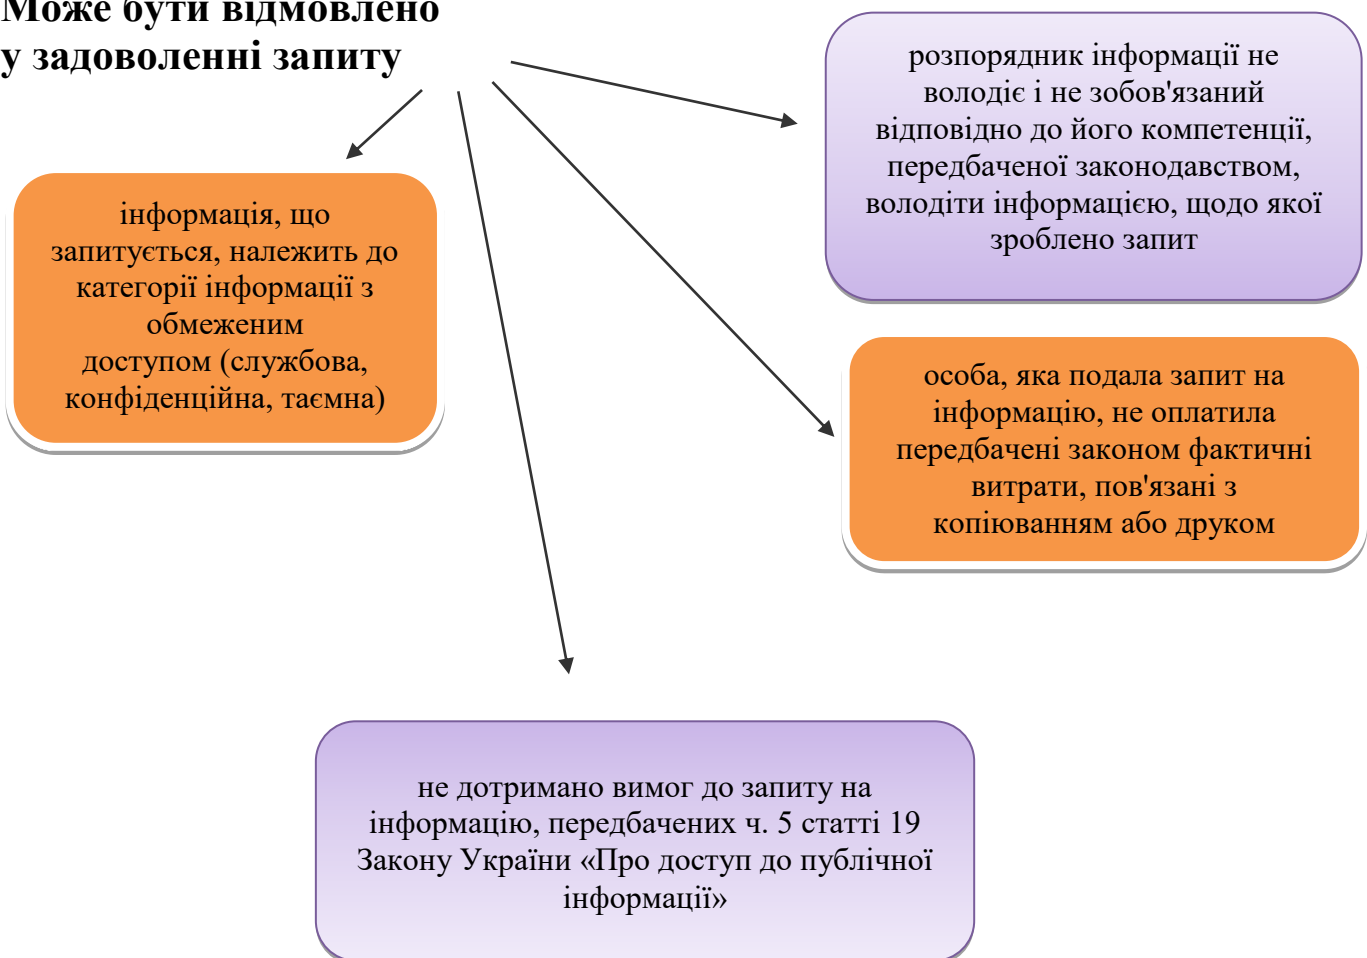 Може бути відмовлено
у задоволенні запиту
розпорядник інформації не
володіє і не зобов'язаний
відповідно до його компетенції,
передбаченої законодавством,
володіти інформацією, щодо якої
зроблено запит
інформація, що
запитується, належить до
категорії інформації з
обмеженим
доступом (службова,
конфіденційна, таємна)
особа, яка подала запит на
інформацію, не оплатила
передбачені законом фактичні
витрати, пов'язані з
копіюванням або друком
не дотримано вимог до запиту на
інформацію, передбачених ч. 5 статті 19
Закону України «Про доступ до публічної
інформації»